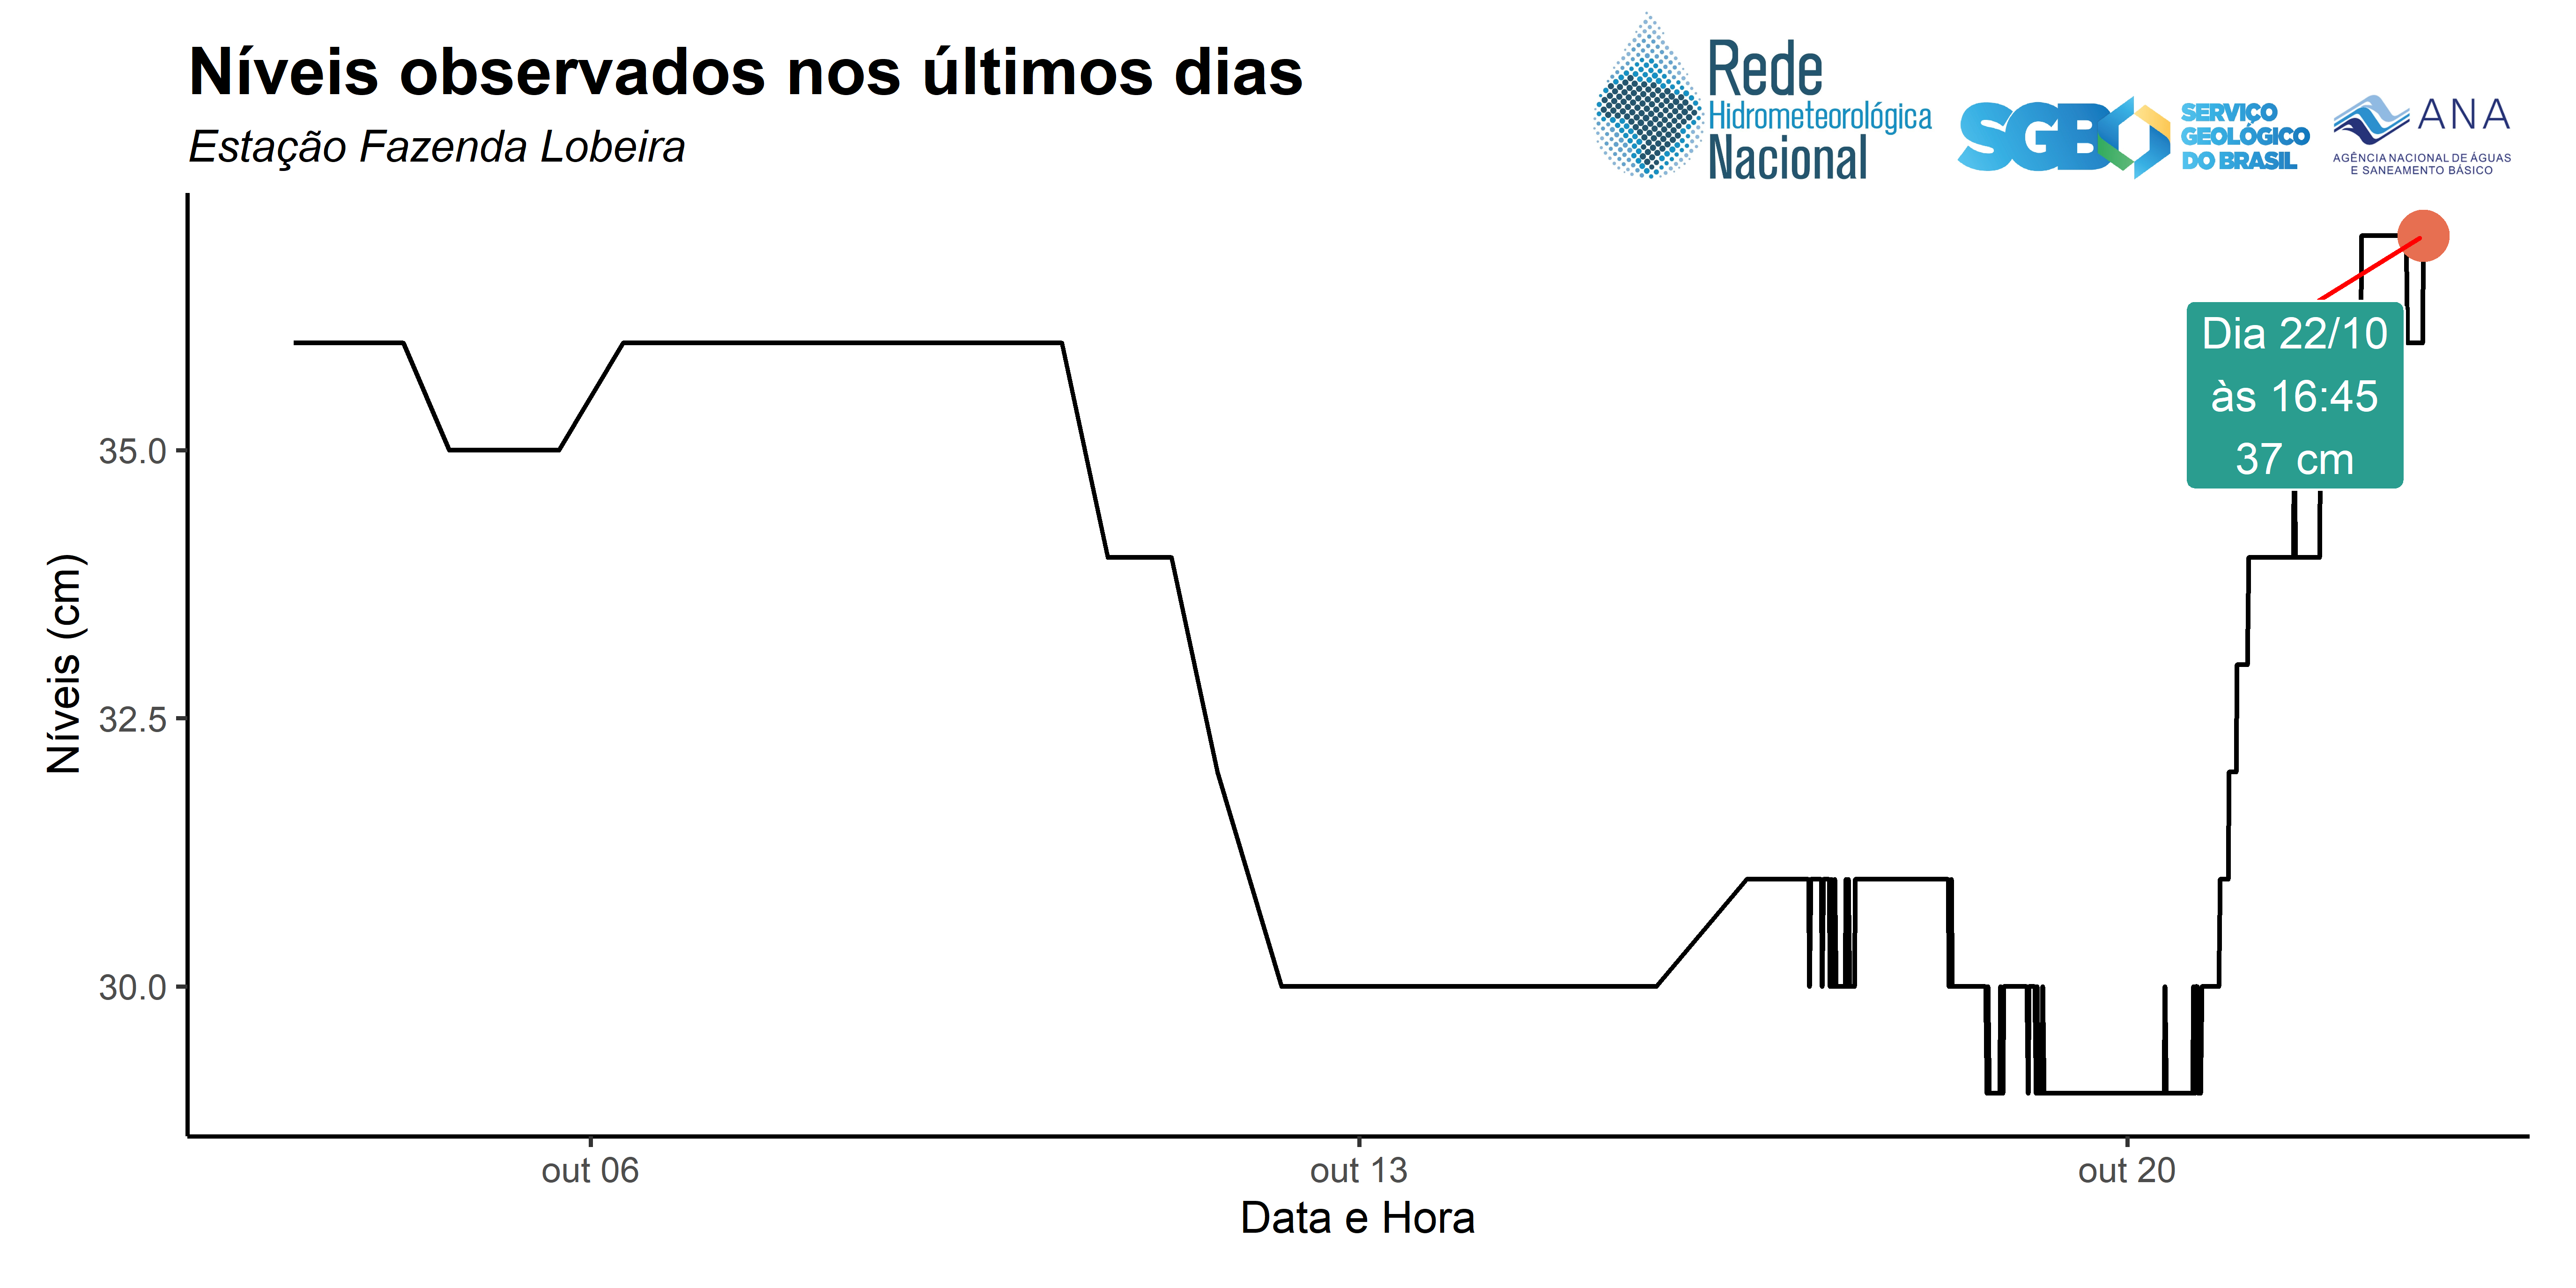 Níveis observados nos últimos dias
Estação Fazenda Lobeira
Rede
Hidrometeorológica
Nacional
SGB
SERVIÇO
GEOLÓGICO
DO BRASIL
ANA
AGÊNCIA NACIONAL DE ÁGUAS
E SANEAMENTO BÁSICO
Dia 22/10
às 16:45
37 cm
35.0
32.5
30.0
Níveis (cm)
out 06
out 13
out 20
Data e Hora